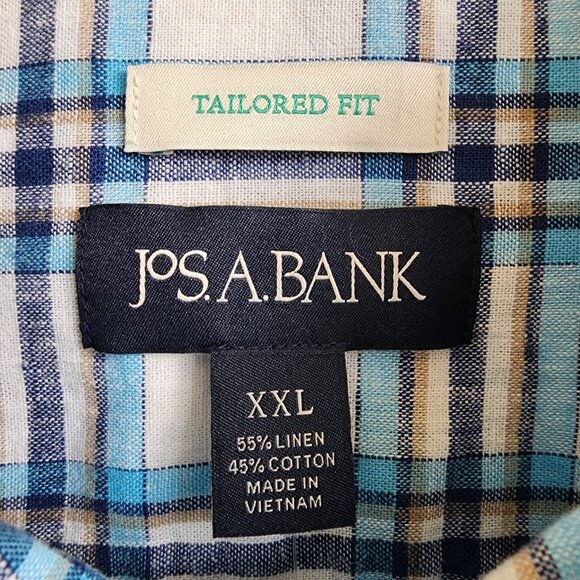 TAILORED FIT
JOS. A. BANK
XXL
55% LINEN
45% COTTON
MADE IN
VIETNAM